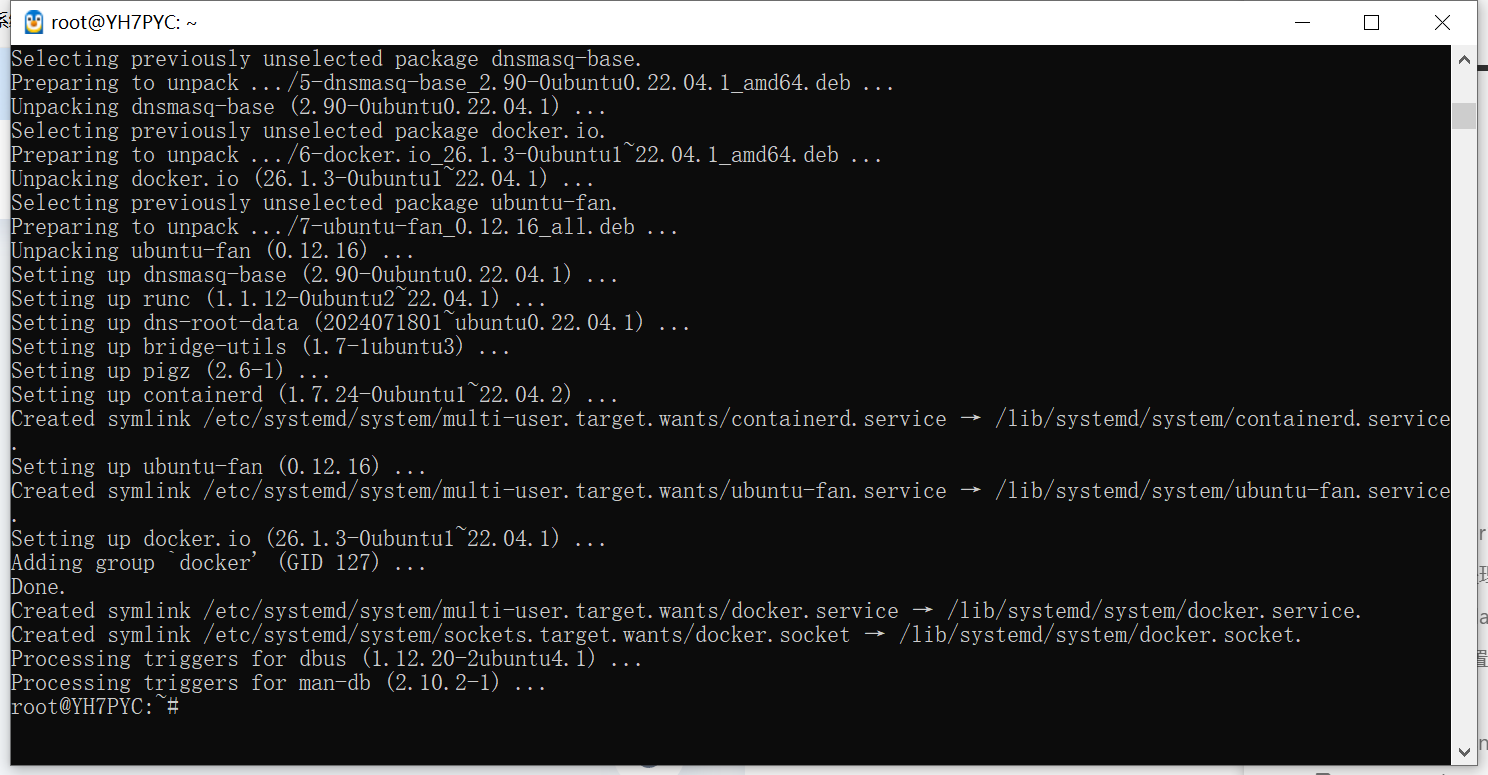 root@YH7PYC: ~
Selecting previously unselected package dnsmasq-base.
Preparing to unpack .../5-dnsmasq-base_2.90-0ubuntu0.22.04.1_amd64.deb ...
Unpacking dnsmasq-base (2.90-0ubuntu0.22.04.1) ...
Selecting previously unselected package docker.io.
Preparing to unpack .../6-docker.io_26.1.3-0ubuntu1~22.04.1_amd64.deb ...
Unpacking docker.io (26.1.3-0ubuntu1~22.04.1) ...
Selecting previously unselected package ubuntu-fan.
Preparing to unpack .../7-ubuntu-fan_0.12.16_all.deb ...
Unpacking ubuntu-fan (0.12.16) ...
Setting up dnsmasq-base (2.90-0ubuntu0.22.04.1) ...
Setting up runc (1.1.12-0ubuntu2~22.04.1) ...
Setting up dns-root-data (2024071801~ubuntu0.22.04.1) ...
Setting up bridge-utils (1.7-1ubuntu3) ...
Setting up pigz (2.6-1) ...
Setting up containerd (1.7.24-0ubuntu1~22.04.2) ...
Created symlink /etc/systemd/system/multi-user.target.wants/containerd.service → /lib/systemd/system/containerd.service
.
Setting up ubuntu-fan (0.12.16) ...
Created symlink /etc/systemd/system/multi-user.target.wants/ubuntu-fan.service → /lib/systemd/system/ubuntu-fan.service
.
Setting up docker.io (26.1.3-0ubuntu1~22.04.1) ...
Adding group `docker' (GID 127) ...
Done.
Created symlink /etc/systemd/system/multi-user.target.wants/docker.service → /lib/systemd/system/docker.service.
Created symlink /etc/systemd/system/sockets.target.wants/docker.socket → /lib/systemd/system/docker.socket.
Processing triggers for dbus (1.12.20-2ubuntu4.1) ...
Processing triggers for man-db (2.10.2-1) ...
root@YH7PYC:~#